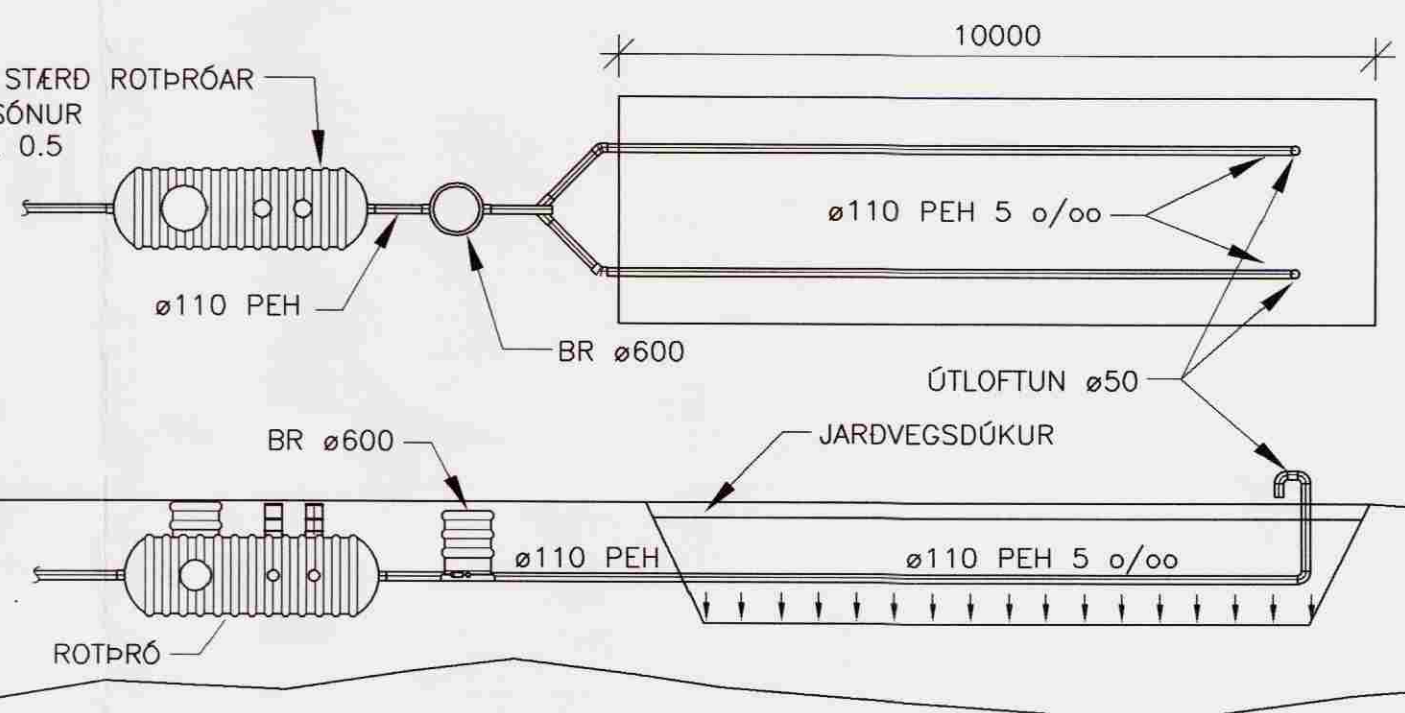 10000
STÆRÐ ROTÞRÓAR
SÓNUR
0.5
ø110 PEH 5 o/oo
ø110 PEH
BR ø600
ÚTLOFTUN ø50
BR ø600
JARÐVEGSDÚKUR
ø110 PEH
ø110 PEH 5 o/oo
ROTÞRÓ